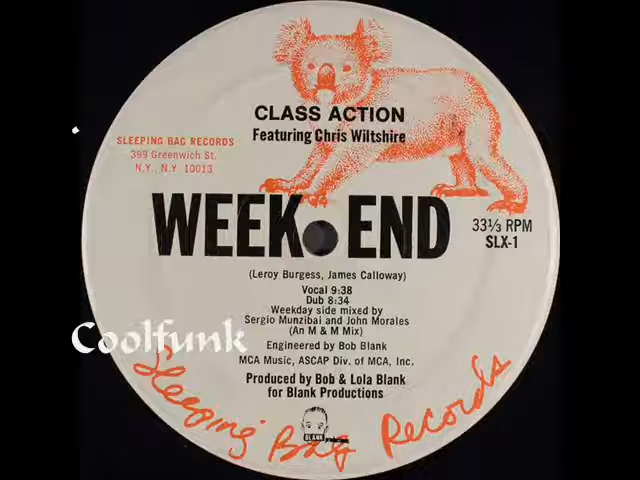 CLASS ACTION
Featuring Chris Wiltshire
SLEEPING BAG RECORDS
399 Greenwich St.
N.Y., N.Y. 10013
WEEK END
33⅓ RPM
SLX-1
(Leroy Burgess, James Calloway)
Vocal 9:38
Dub 8:34
Weekday side mixed by
Sergio Munzibai and John Morales
(An M & M Mix)
Engineered by Bob Blank
MCA Music, ASCAP Div. of MCA, Inc.
Produced by Bob & Lola Blank
for Blank Productions
Coolfunk
Sleeping Bag Records
BLANK productions